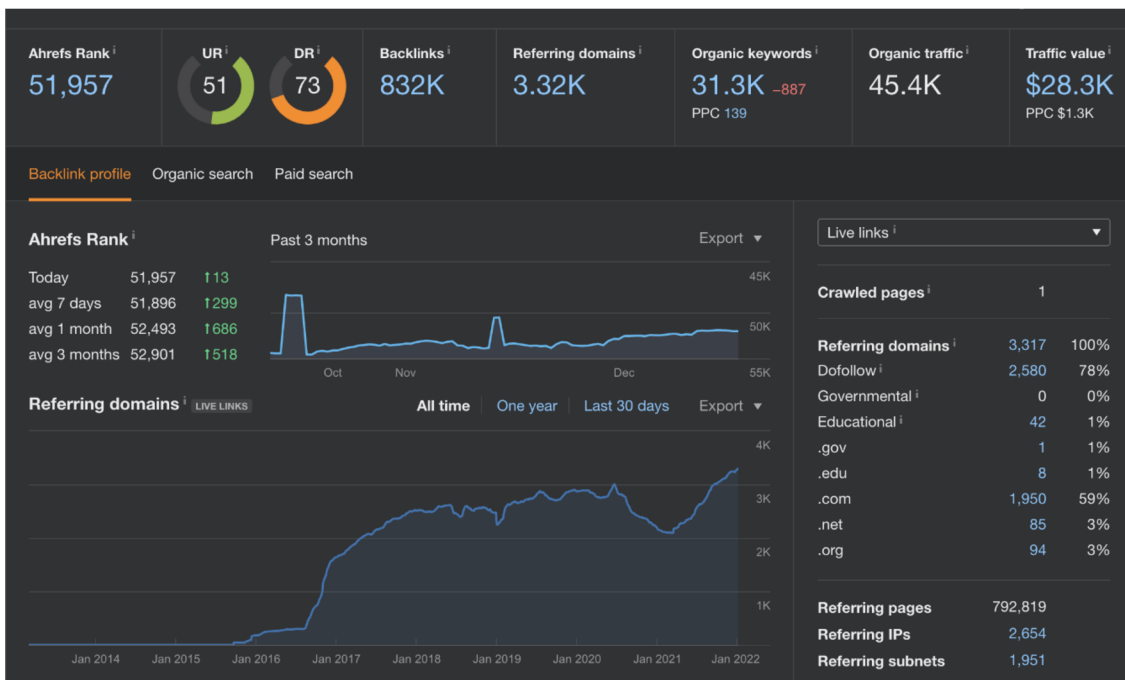 Ahrefs Rank i
51,957
UR i
51
DR i
73
Backlinks i
832K
Referring domains i
3.32K
Organic keywords i
31.3K −887
PPC 139
Organic traffic i
45.4K
Traffic value i
$28.3K
PPC $1.3K
Backlink profile Organic search Paid search
Ahrefs Rank i
Today 51,957 ↑13
avg 7 days 51,896 ↑299
avg 1 month 52,493 ↑686
avg 3 months 52,901 ↑518
Past 3 months Export ▼
45K
50K
55K
Oct Nov Dec
Referring domains i LIVE LINKS All time One year Last 30 days Export ▼
4K
3K
2K
1K
Jan 2014 Jan 2015 Jan 2016 Jan 2017 Jan 2018 Jan 2019 Jan 2020 Jan 2021 Jan 2022
Live links i ▼
Crawled pages i 1
Referring domains i 3,317 100%
Dofollow i 2,580 78%
Governmental i 0 0%
Educational i 42 1%
.gov 1 1%
.edu 8 1%
.com 1,950 59%
.net 85 3%
.org 94 3%
Referring pages 792,819
Referring IPs 2,654
Referring subnets 1,951